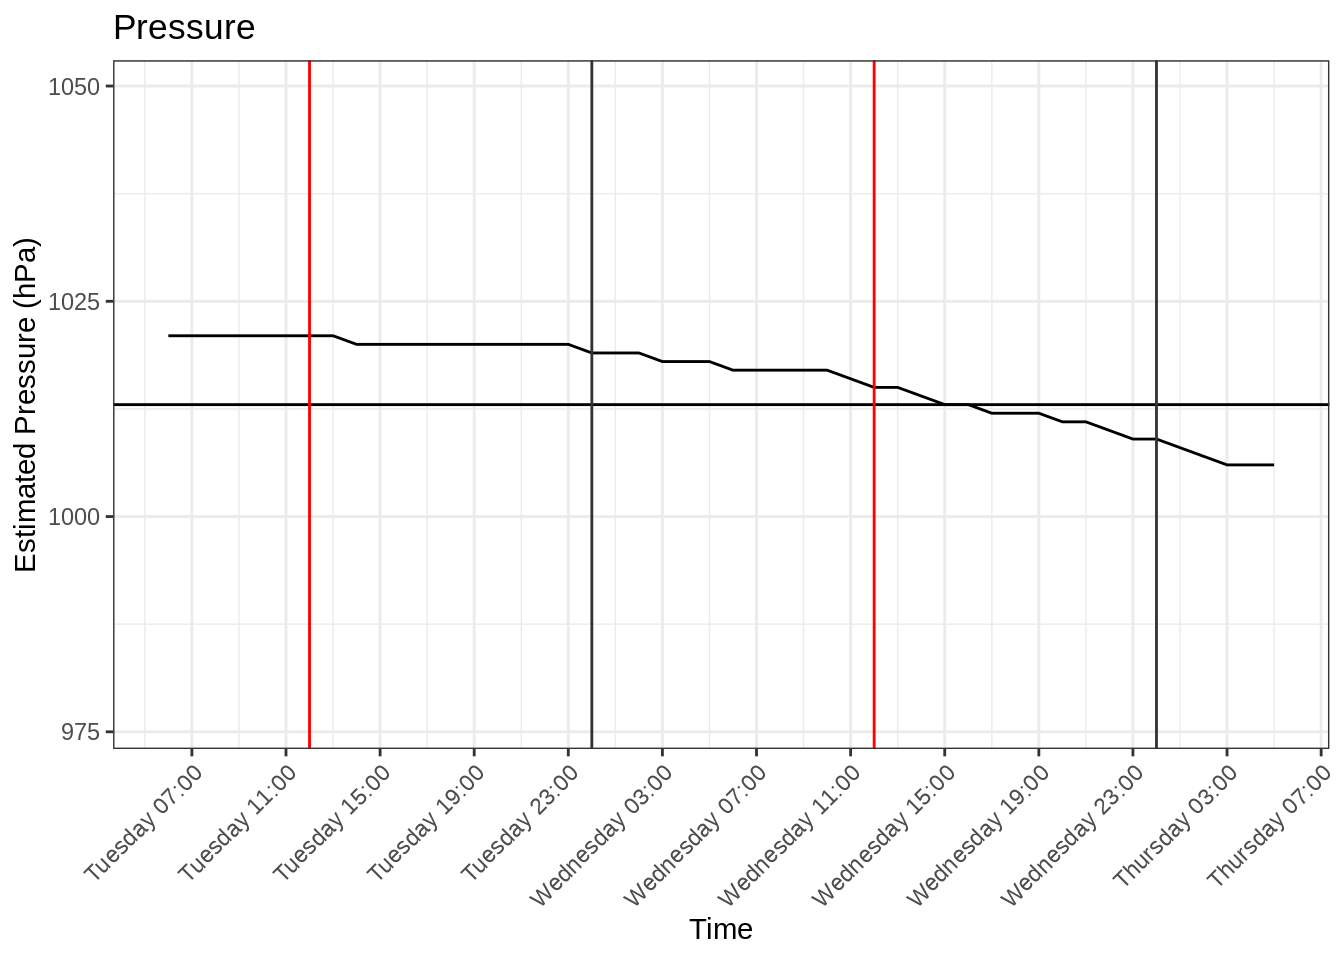 Pressure
Estimated Pressure (hPa)
1050
1025
1000
975
Tuesday 07:00
Tuesday 11:00
Tuesday 15:00
Tuesday 19:00
Tuesday 23:00
Wednesday 03:00
Wednesday 07:00
Wednesday 11:00
Wednesday 15:00
Wednesday 19:00
Wednesday 23:00
Thursday 03:00
Thursday 07:00
Time